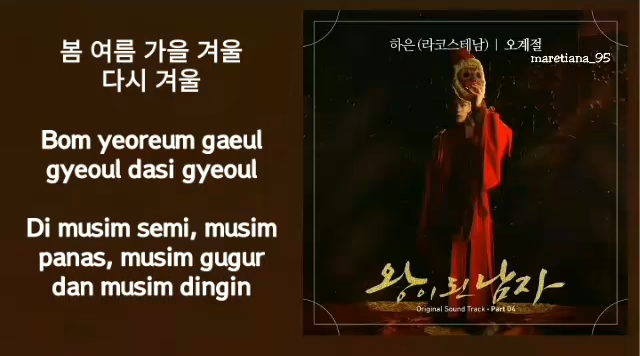 봄 여름 가을 겨울
다시 겨울
Bom yeoreum gaeul
gyeoul dasi gyeoul
Di musim semi, musim
panas, musim gugur
dan musim dingin
하은 (라코스테남) | 오계절
maretiana_95
왕이 된 남자
Original Sound Track · Part 04